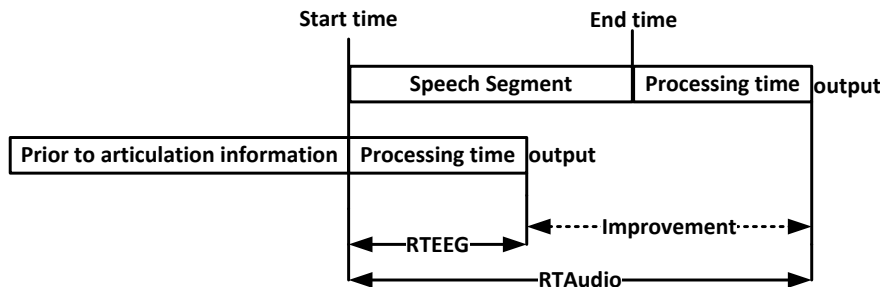 Start time End time
Speech Segment Processing time output
Prior to articulation information Processing time output
Improvement
RTEEG
RTAudio